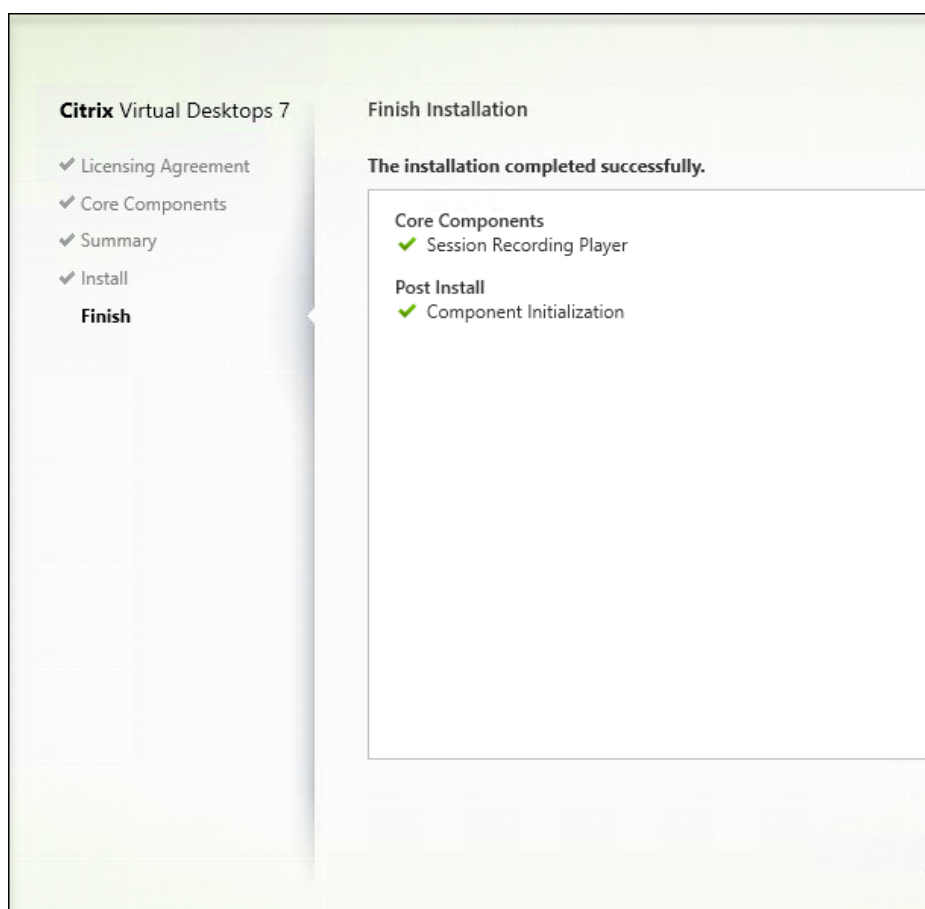 Citrix Virtual Desktops 7
✔ Licensing Agreement
✔ Core Components
✔ Summary
✔ Install
Finish
Finish Installation
The installation completed successfully.
Core Components
✔ Session Recording Player
Post Install
✔ Component Initialization